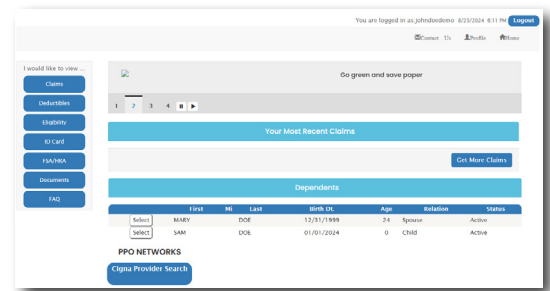 You are logged in as:johndoedemo 8/23/2024 6:11 PM Logout
Contact Us Profile Home
I would like to view ...
Claims
Deductibles
Eligibility
ID Card
FSA/HRA
Documents
FAQ
Go green and save paper
1 2 3 4
Your Most Recent Claims
Get More Claims
Dependents
First Mi Last Birth Dt. Age Relation Status
Select MARY DOE 12/31/1999 24 Spouse Active
Select SAM DOE 01/01/2024 0 Child Active
PPO NETWORKS
Cigna Provider Search